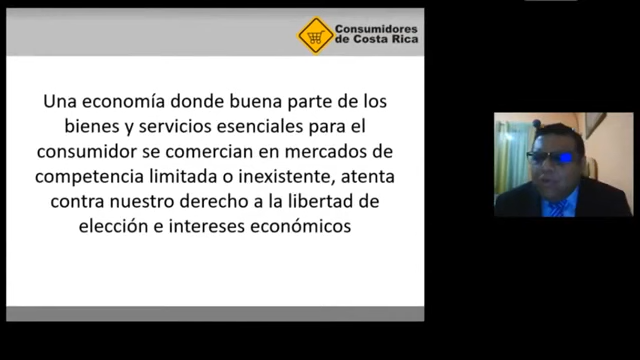 Consumidores
de Costa Rica
Una economía donde buena parte de los
bienes y servicios esenciales para el
consumidor se comercian en mercados de
competencia limitada o inexistente, atenta
contra nuestro derecho a la libertad de
elección e intereses económicos